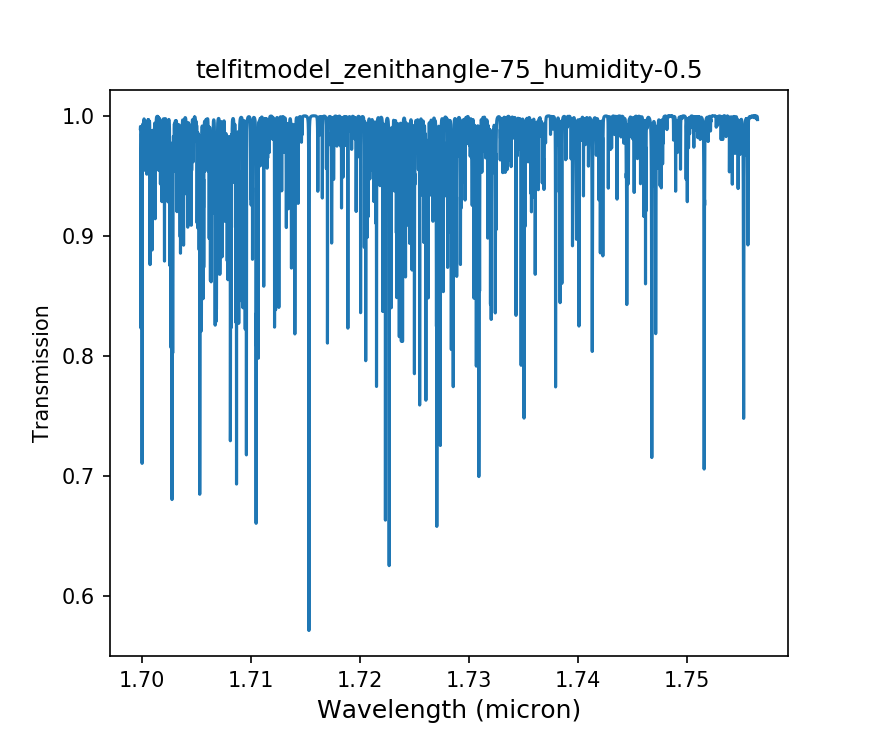 telfitmodel_zenithangle-75_humidity-0.5
1.0
0.9
0.8
0.7
0.6
Transmission
1.70 1.71 1.72 1.73 1.74 1.75
Wavelength (micron)